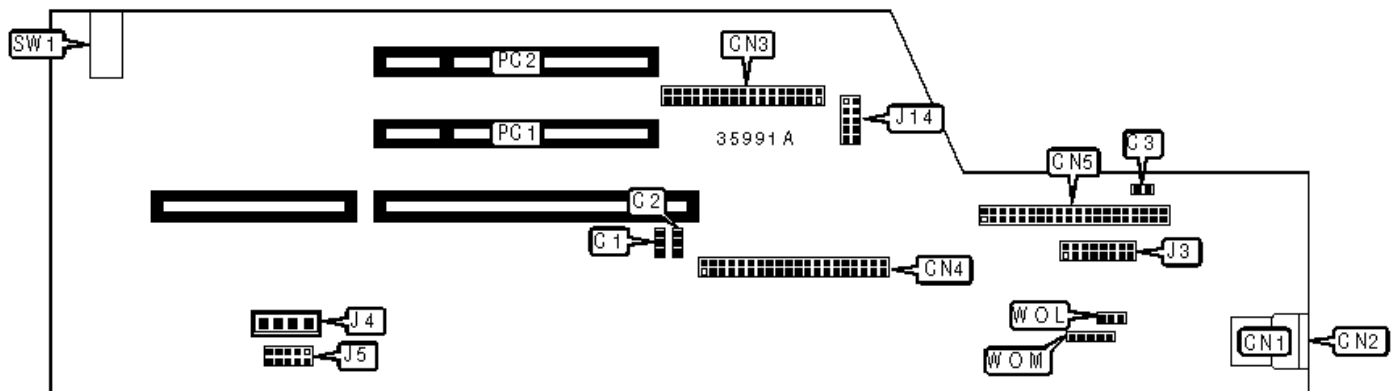 SW1
PC2
CN3
J14
PC1
35991A
C3
CN5
C2
C1
J3
CN4
J4
WOL
J5
WOM
CN1
CN2